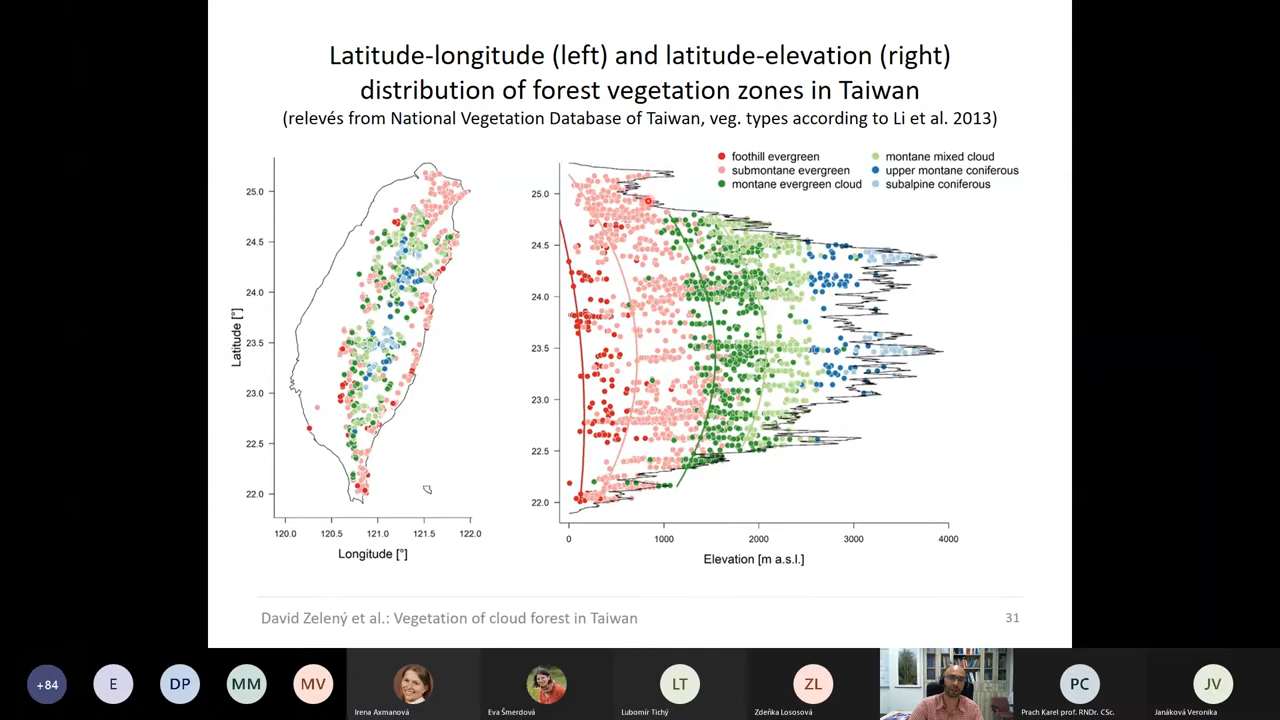 Latitude-longitude (left) and latitude-elevation (right)
distribution of forest vegetation zones in Taiwan
(relevés from National Vegetation Database of Taiwan, veg. types according to Li et al. 2013)
foothill evergreen
submontane evergreen
montane evergreen cloud
montane mixed cloud
upper montane coniferous
subalpine coniferous
Latitude [°]
25.0
24.5
24.0
23.5
23.0
22.5
22.0
120.0 120.5 121.0 121.5 122.0
Longitude [°]
25.0
24.5
24.0
23.5
23.0
22.5
22.0
0 1000 2000 3000 4000
Elevation [m a.s.l.]
David Zelený et al.: Vegetation of cloud forest in Taiwan
31
+84 E DP MM MV LT ZL PC JV
Irena Axmanová
Eva Šmerdová
Lubomír Tichý
Zdeňka Lososová
Prach Karel prof. RNDr. CSc.
Janáková Veronika